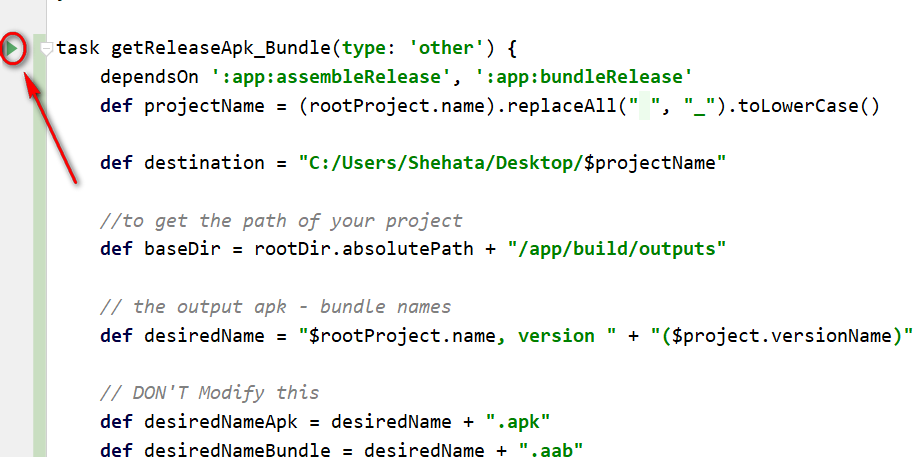 task getReleaseApk_Bundle(type: 'other') {
dependsOn ':app:assembleRelease', ':app:bundleRelease'
def projectName = (rootProject.name).replaceAll(" ", "_").toLowerCase()
def destination = "C:/Users/Shehata/Desktop/$projectName"
//to get the path of your project
def baseDir = rootDir.absolutePath + "/app/build/outputs"
// the output apk - bundle names
def desiredName = "$rootProject.name, version " + "($project.versionName)"
// DON'T Modify this
def desiredNameApk = desiredName + ".apk"
def desiredNameBundle = desiredName + ".aab"